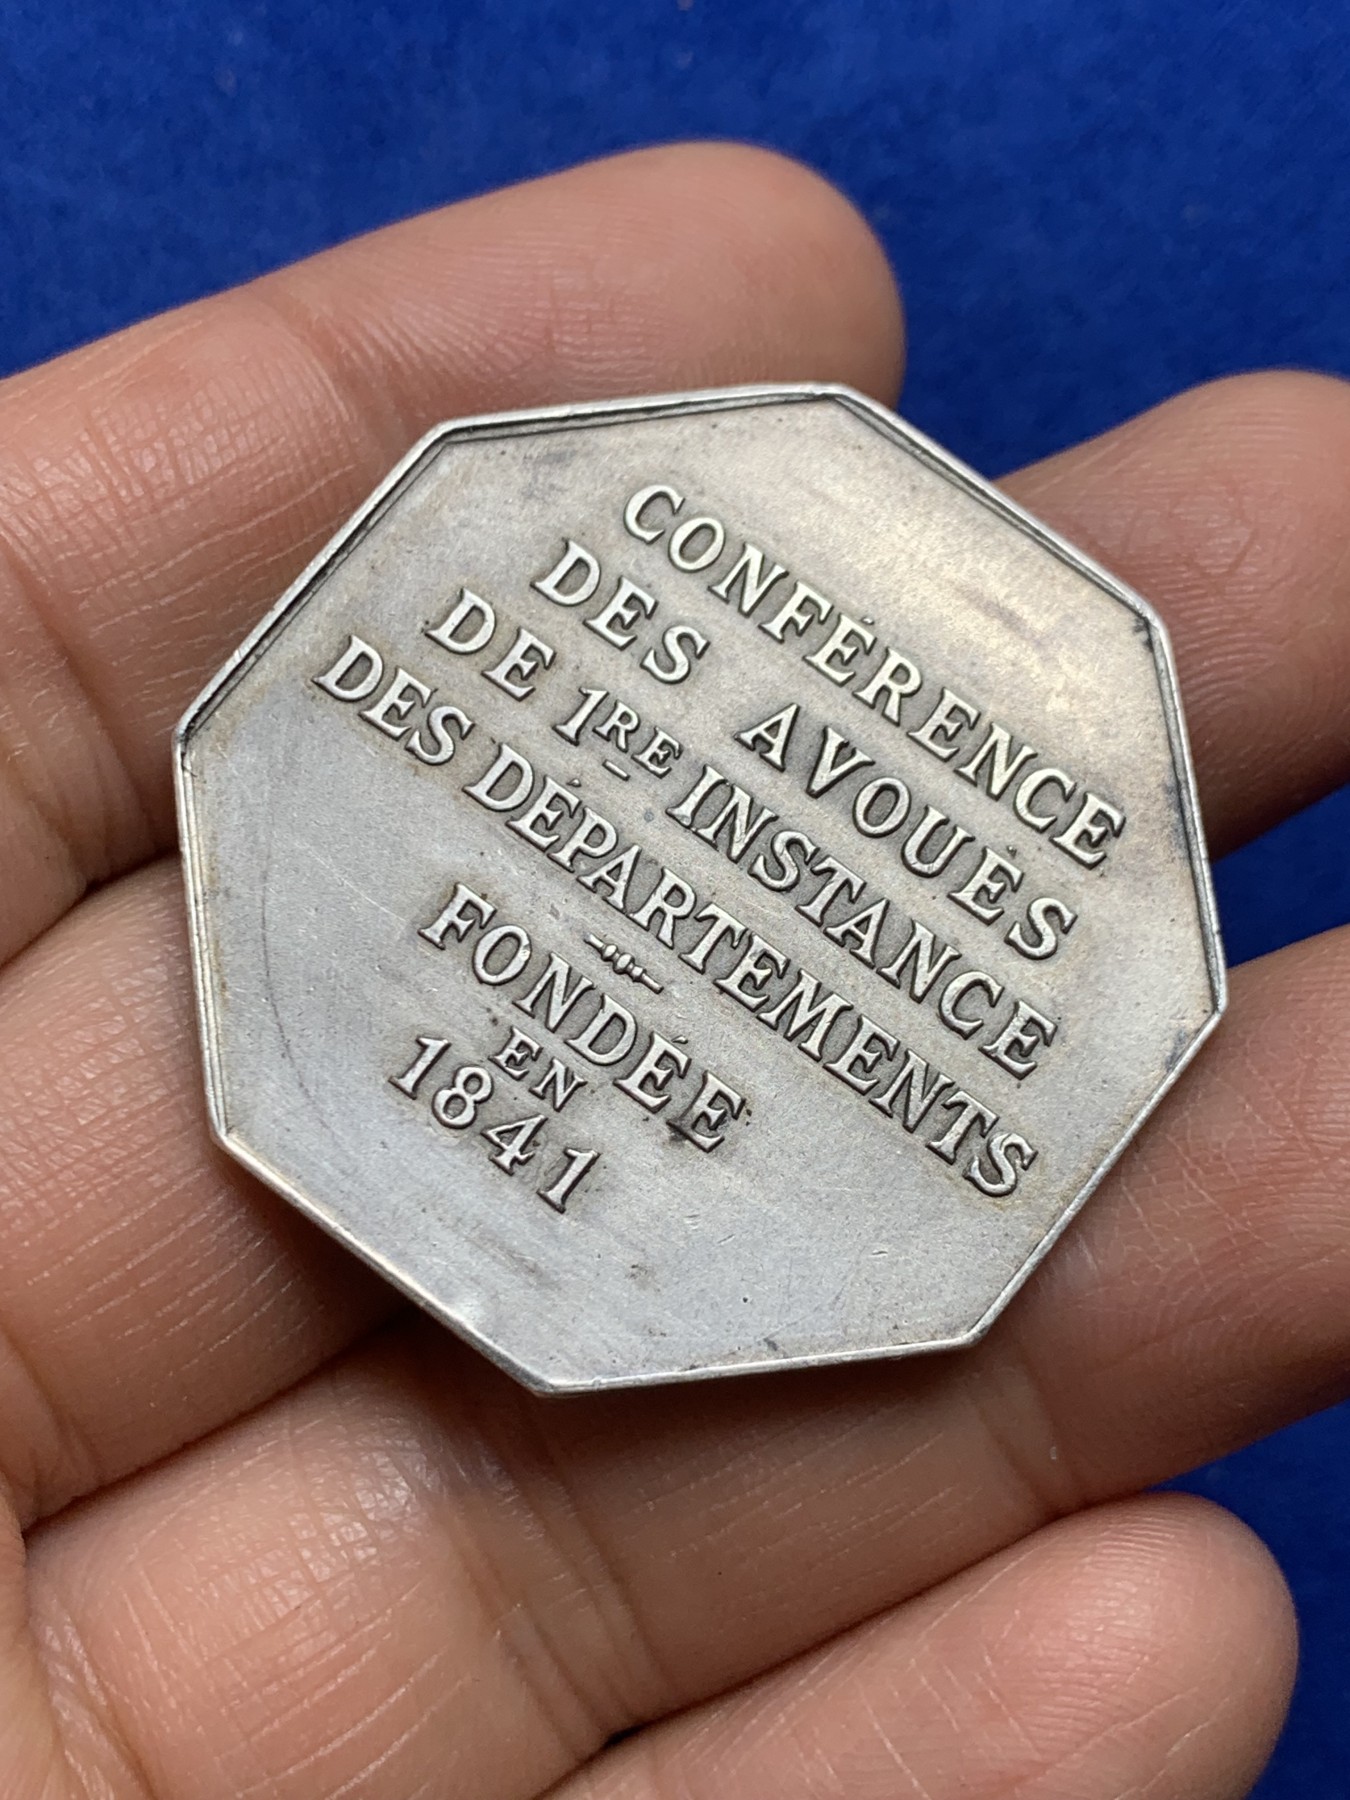 CONFÉRENCE
DES AVOUÉS
DE 1RE INSTANCE
DES DÉPARTEMENTS
FONDÉE
EN
1841